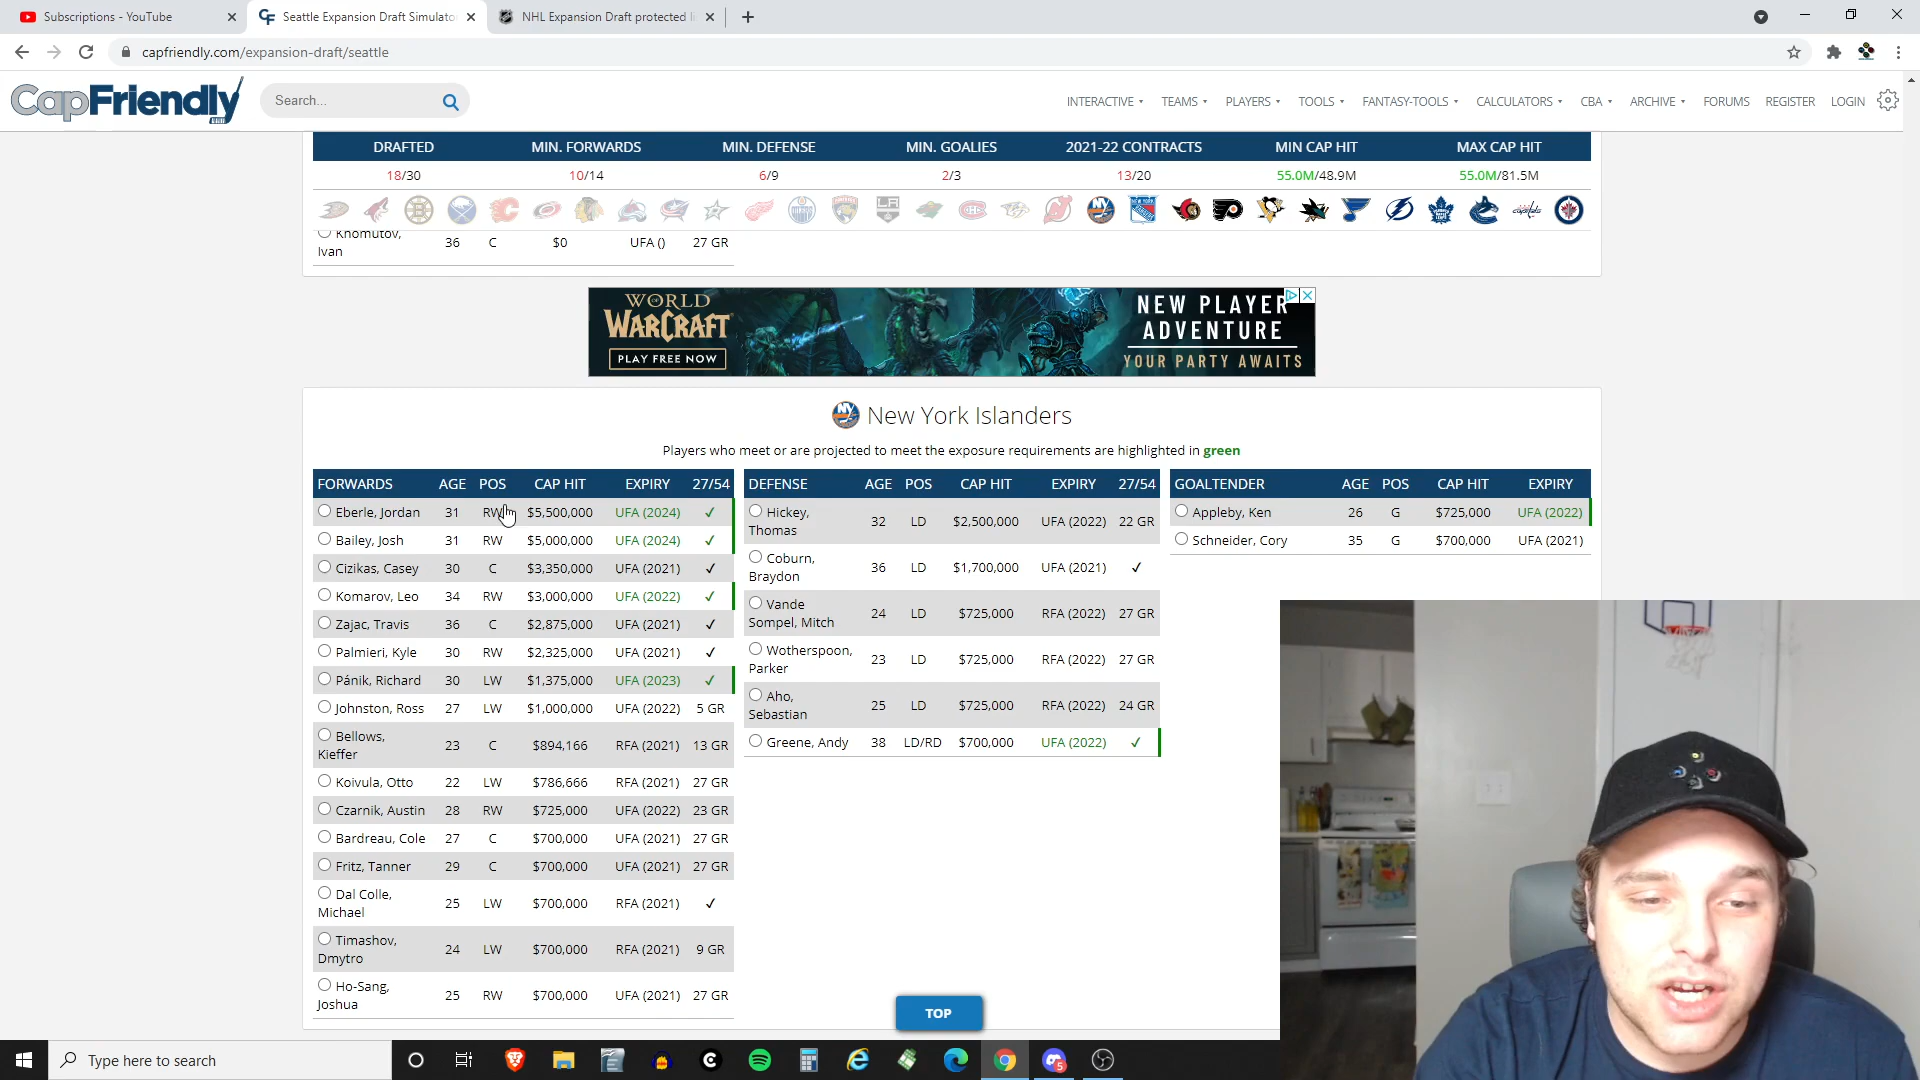 Subscriptions - YouTube
Seattle Expansion Draft Simulator
NHL Expansion Draft protected li
capfriendly.com/expansion-draft/seattle
CapFriendly
Search...
INTERACTIVE TEAMS PLAYERS TOOLS FANTASY-TOOLS CALCULATORS CBA ARCHIVE FORUMS REGISTER LOGIN
DRAFTED MIN. FORWARDS MIN. DEFENSE MIN. GOALIES 2021-22 CONTRACTS MIN CAP HIT MAX CAP HIT
18/30 10/14 6/9 2/3 13/20 55.0M/48.9M 55.0M/81.5M
Khomutov, Ivan 36 C $0 UFA () 27 GR
WORLD WARCRAFT
PLAY FREE NOW
NEW PLAYER
ADVENTURE
YOUR PARTY AWAITS
New York Islanders
Players who meet or are projected to meet the exposure requirements are highlighted in green
FORWARDS AGE POS CAP HIT EXPIRY 27/54
Eberle, Jordan 31 RW $5,500,000 UFA (2024) ✓
Bailey, Josh 31 RW $5,000,000 UFA (2024) ✓
Cizikas, Casey 30 C $3,350,000 UFA (2021) ✓
Komarov, Leo 34 RW $3,000,000 UFA (2022) ✓
Zajac, Travis 36 C $2,875,000 UFA (2021) ✓
Palmieri, Kyle 30 RW $2,325,000 UFA (2021) ✓
Pánik, Richard 30 LW $1,375,000 UFA (2023) ✓
Johnston, Ross 27 LW $1,000,000 UFA (2022) 5 GR
Bellows, Kieffer 23 C $894,166 RFA (2021) 13 GR
Koivula, Otto 22 LW $786,666 RFA (2021) 27 GR
Czarnik, Austin 28 RW $725,000 UFA (2022) 23 GR
Bardreau, Cole 27 C $700,000 UFA (2021) 27 GR
Fritz, Tanner 29 C $700,000 UFA (2021) 27 GR
Dal Colle, Michael 25 LW $700,000 RFA (2021) ✓
Timashov, Dmytro 24 LW $700,000 RFA (2021) 9 GR
Ho-Sang, Joshua 25 RW $700,000 UFA (2021) 27 GR
DEFENSE AGE POS CAP HIT EXPIRY 27/54
Hickey, Thomas 32 LD $2,500,000 UFA (2022) 22 GR
Coburn, Braydon 36 LD $1,700,000 UFA (2021) ✓
Vande Sompel, Mitch 24 LD $725,000 RFA (2022) 27 GR
Wotherspoon, Parker 23 LD $725,000 RFA (2022) 27 GR
Aho, Sebastian 25 LD $725,000 RFA (2022) 24 GR
Greene, Andy 38 LD/RD $700,000 UFA (2022) ✓
GOALTENDER AGE POS CAP HIT EXPIRY
Appleby, Ken 26 G $725,000 UFA (2022)
Schneider, Cory 35 G $700,000 UFA (2021)
TOP
Type here to search